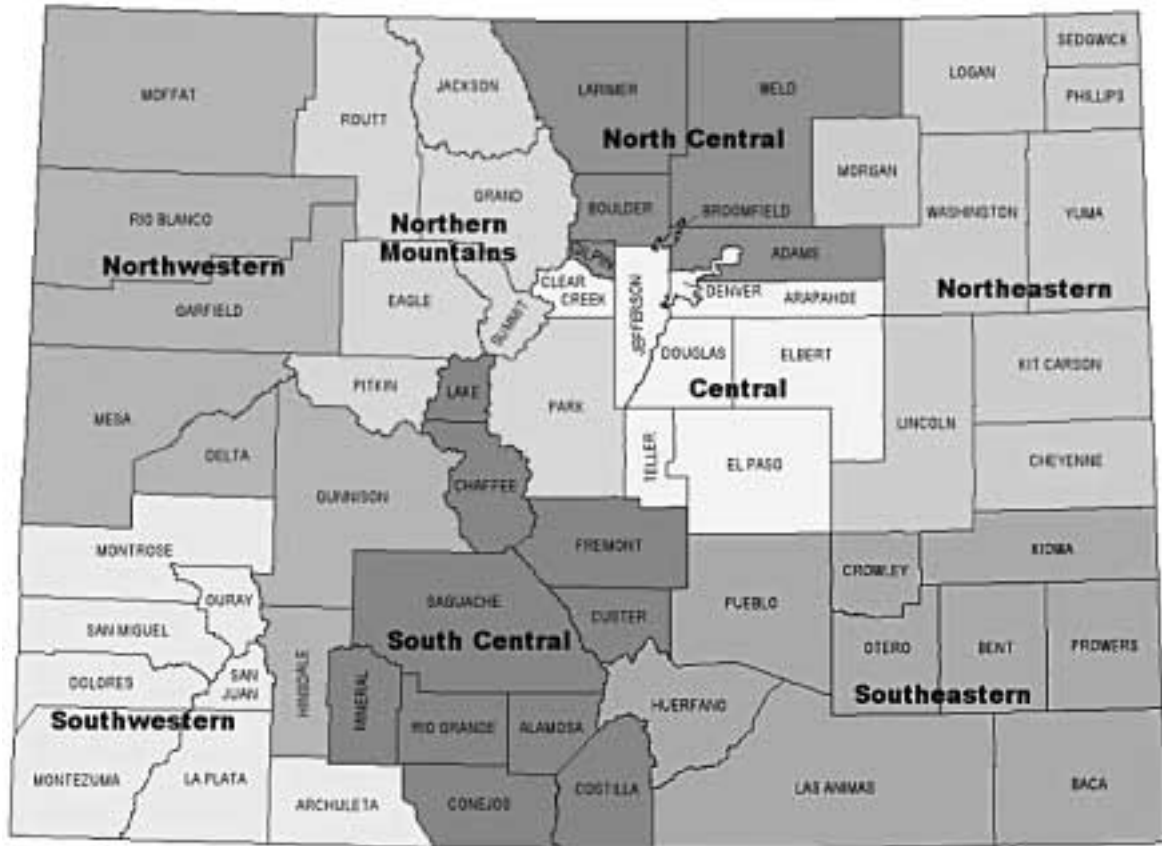 SEDGWICK
LOGAN
JACKSON
LARIMER
WELD
MOFFAT
PHILLIPS
ROUTT
North Central
MORGAN
GRAND
BOULDER
BROOMFIELD
RIO BLANCO
WASHINGTON
YUMA
Northern
Mountains
ADAMS
Northwestern
CLEAR
CREEK
DENVER
ARAPAHOE
Northeastern
EAGLE
GARFIELD
SUMMIT
JEFFERSON
DOUGLAS
ELBERT
KIT CARSON
PITKIN
LAKE
Central
PARK
MESA
LINCOLN
DELTA
TELLER
EL PASO
CHEYENNE
CHAFFEE
GUNNISON
FREMONT
MONTROSE
KIOWA
CROWLEY
OURAY
SAGUACHE
CUSTER
PUEBLO
SAN MIGUEL
South Central
OTERO
BENT
PROWERS
HINSDALE
SAN
JUAN
DOLORES
MINERAL
Southeastern
HUERFANO
Southwestern
RIO GRANDE
ALAMOSA
MONTEZUMA
LA PLATA
COSTILLA
LAS ANIMAS
BACA
ARCHULETA
CONEJOS